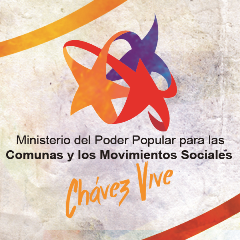 Ministerio del Poder Popular para las
Comunas y los Movimientos Sociales
Chávez Vive